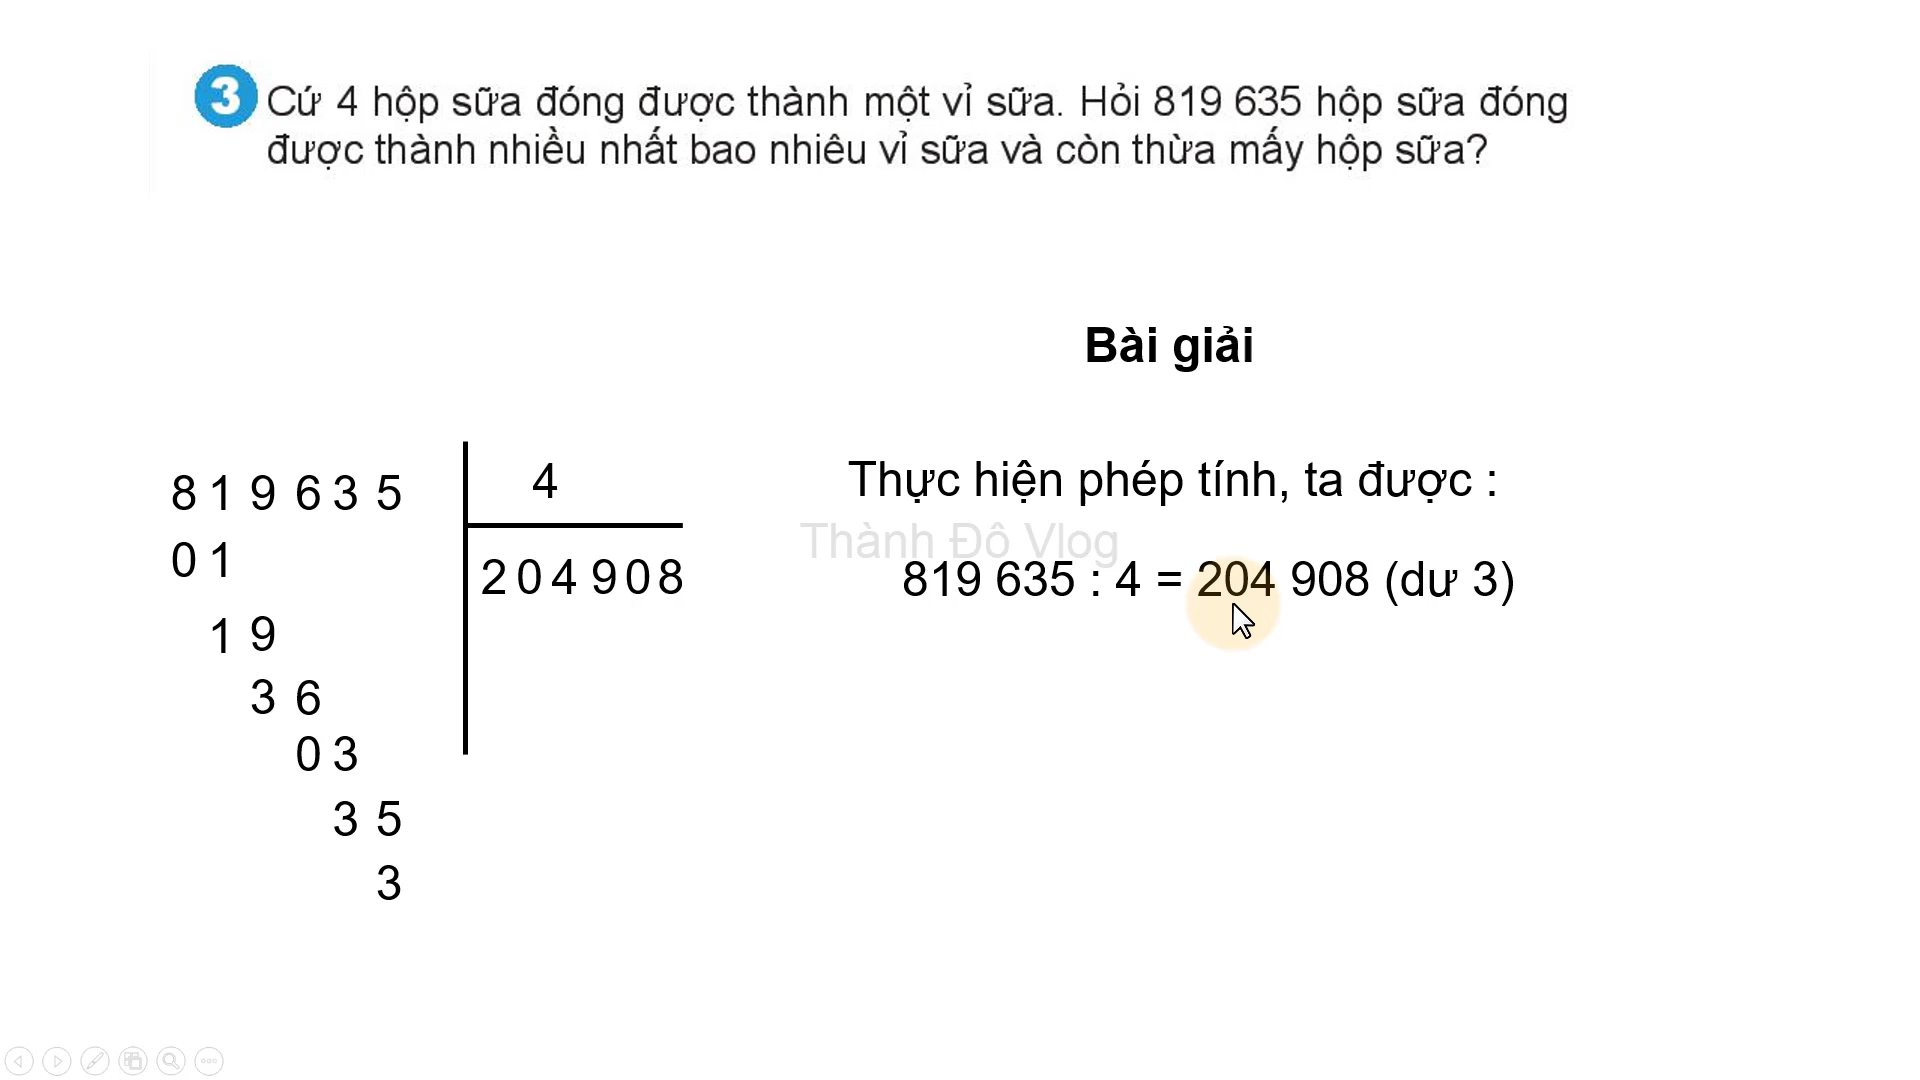 3 Cứ 4 hộp sữa đóng được thành một vỉ sữa. Hỏi 819 635 hộp sữa đóng
được thành nhiều nhất bao nhiêu vỉ sữa và còn thừa mấy hộp sữa?
Bài giải
8 1 9 6 3 5
4
0 1
2 0 4 9 0 8
1 9
3 6
0 3
3 5
3
Thực hiện phép tính, ta được :
Thành Đô Vlog
819 635 : 4 = 204 908 (dư 3)